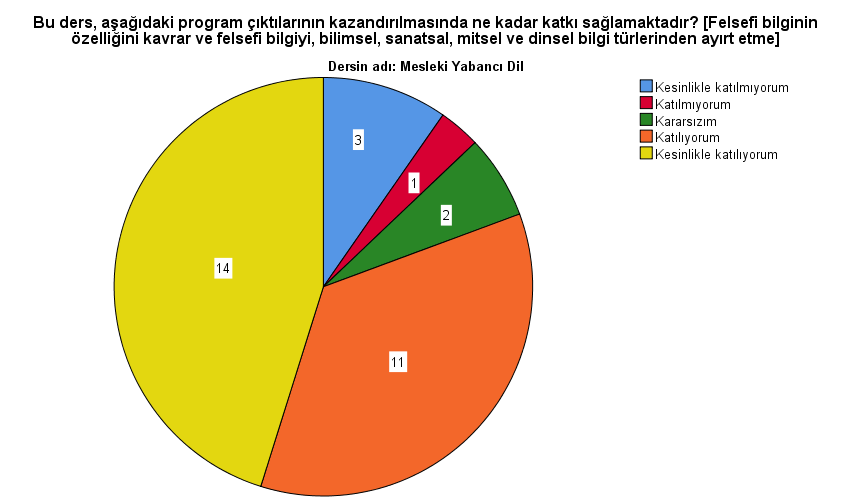 Bu ders, aşağıdaki program çıktılarının kazandırılmasında ne kadar katkı sağlamaktadır? [Felsefi bilginin
özelliğini kavrar ve felsefi bilgiyi, bilimsel, sanatsal, mitsel ve dinsel bilgi türlerinden ayırt etme]
Dersin adı: Mesleki Yabancı Dil
Kesinlikle katılmıyorum
Katılmıyorum
Kararsızım
Katılıyorum
Kesinlikle katılıyorum
3
1
2
14
11